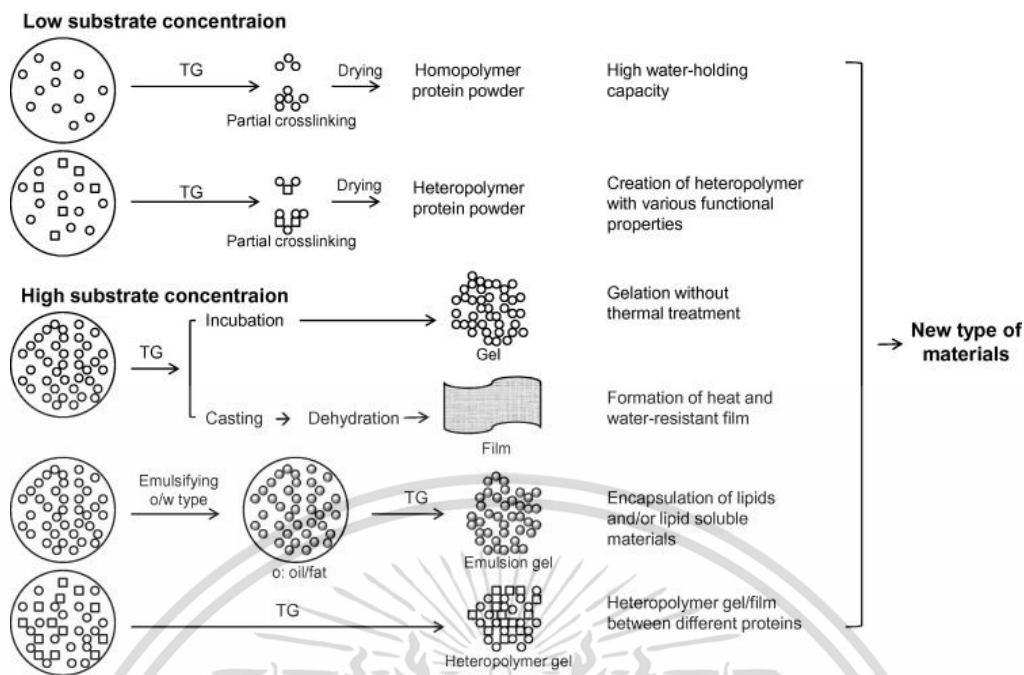 Low substrate concentraion
TG
Partial crosslinking
Drying
Homopolymer
protein powder
High water-holding
capacity
TG
Partial crosslinking
Drying
Heteropolymer
protein powder
Creation of heteropolymer
with various functional
properties
High substrate concentraion
TG
Incubation
Gel
Gelation without
thermal treatment
Casting
Dehydration
Film
Formation of heat and
water-resistant film
Emulsifying
o/w type
o: oil/fat
TG
Emulsion gel
Encapsulation of lipids
and/or lipid soluble
materials
TG
Heteropolymer gel
Heteropolymer gel/film
between different proteins
New type of
materials